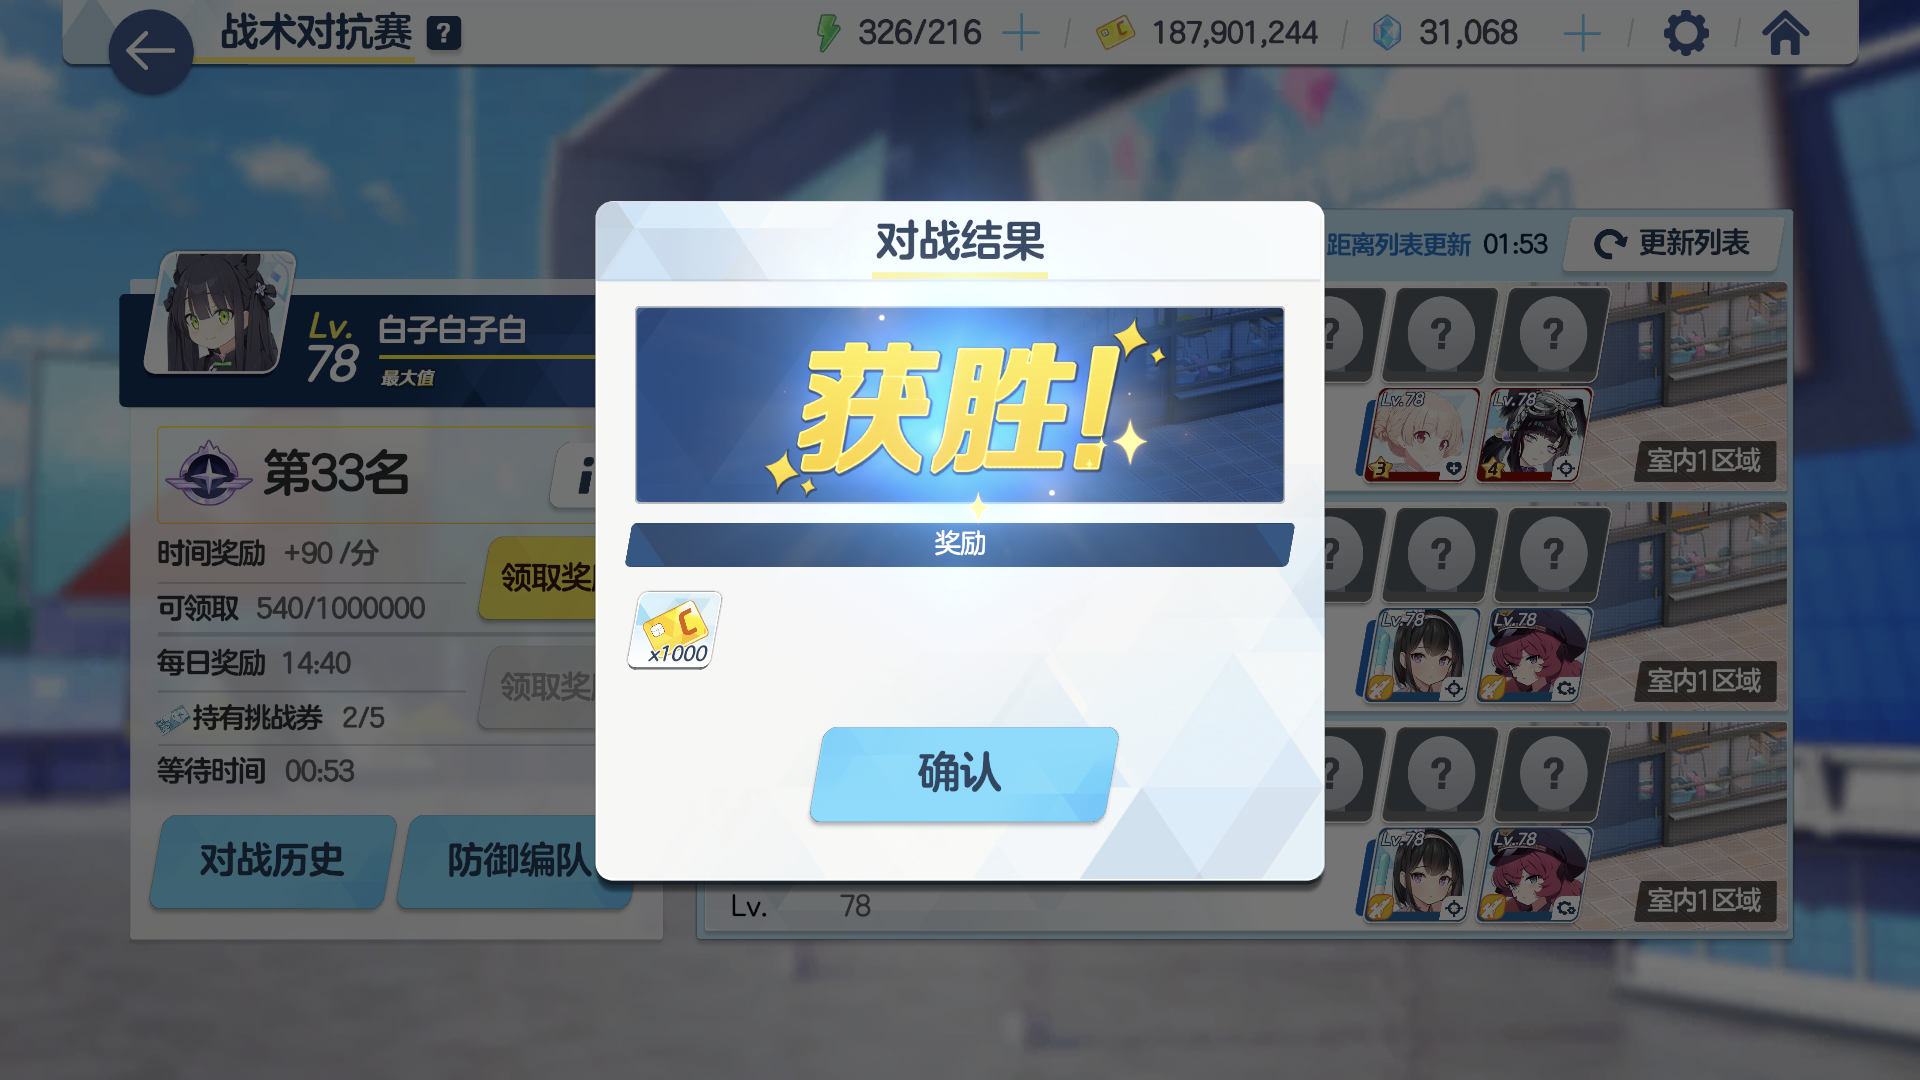 战术对抗赛 ?
326/216
187,901,244
31,068
对战结果
获胜!
奖励
x1000
确认
距离列表更新 01:53
更新列表
Lv. 78
白子白子白
最大值
第33名
i
时间奖励 +90 /分
可领取 540/1000000
领取奖
每日奖励 14:40
领取奖
持有挑战券 2/5
等待时间 00:53
对战历史
防御编队
? ? ?
Lv.78 Lv.78
3 4
室内1区域
? ? ?
Lv.78 Lv.78
室内1区域
? ? ?
Lv.78 Lv.78
室内1区域
Lv. 78